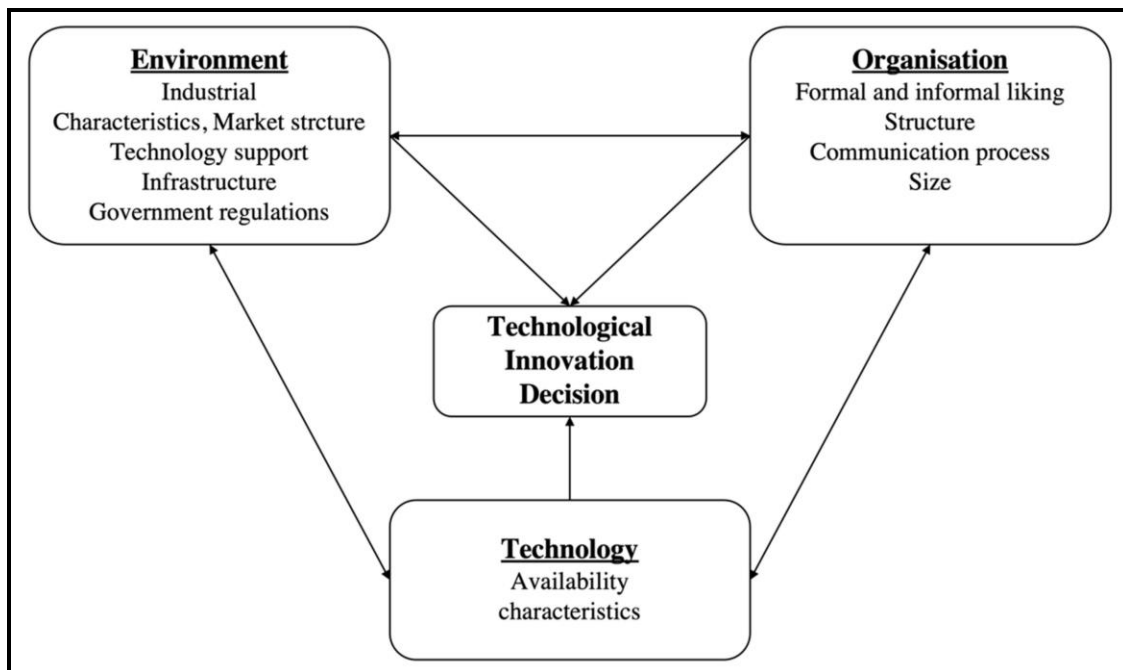 Environment
Industrial
Characteristics, Market strcture
Technology support
Infrastructure
Government regulations
Organisation
Formal and informal liking
Structure
Communication process
Size
Technological
Innovation
Decision
Technology
Availability
characteristics